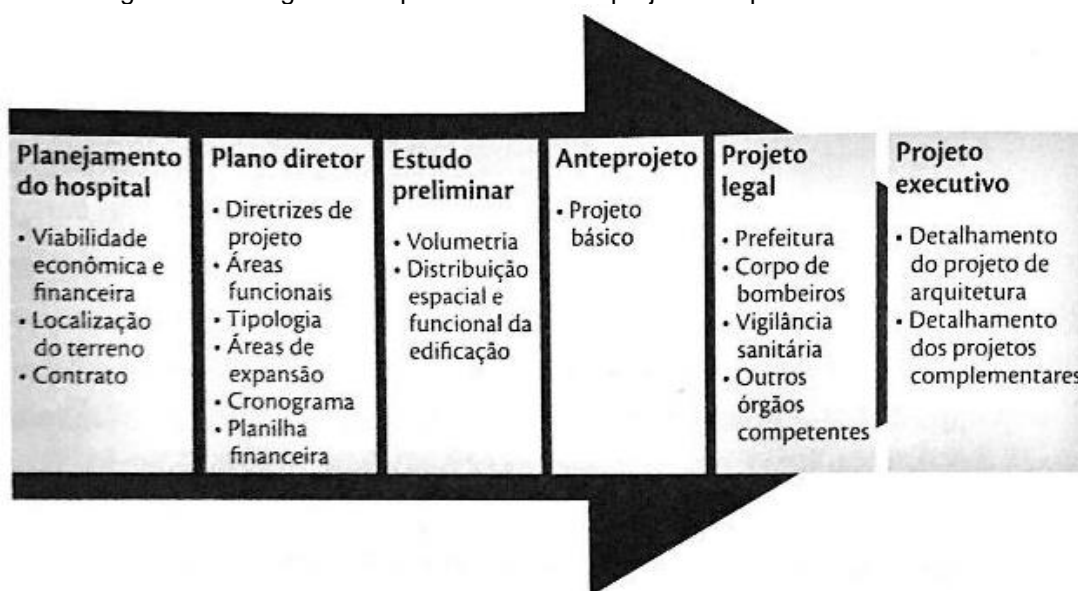 Planejamento
do hospital
• Viabilidade
econômica e
financeira
• Localização
do terreno
• Contrato
Plano diretor
• Diretrizes de
projeto
• Áreas
funcionais
• Tipologia
• Áreas de
expansão
• Cronograma
• Planilha
financeira
Estudo
preliminar
• Volumetria
• Distribuição
espacial e
funcional da
edificação
Anteprojeto
• Projeto
básico
Projeto
legal
• Prefeitura
• Corpo de
bombeiros
• Vigilância
sanitária
• Outros
órgãos
competentes
Projeto
executivo
• Detalhamento
do projeto de
arquitetura
• Detalhamento
dos projetos
complementares